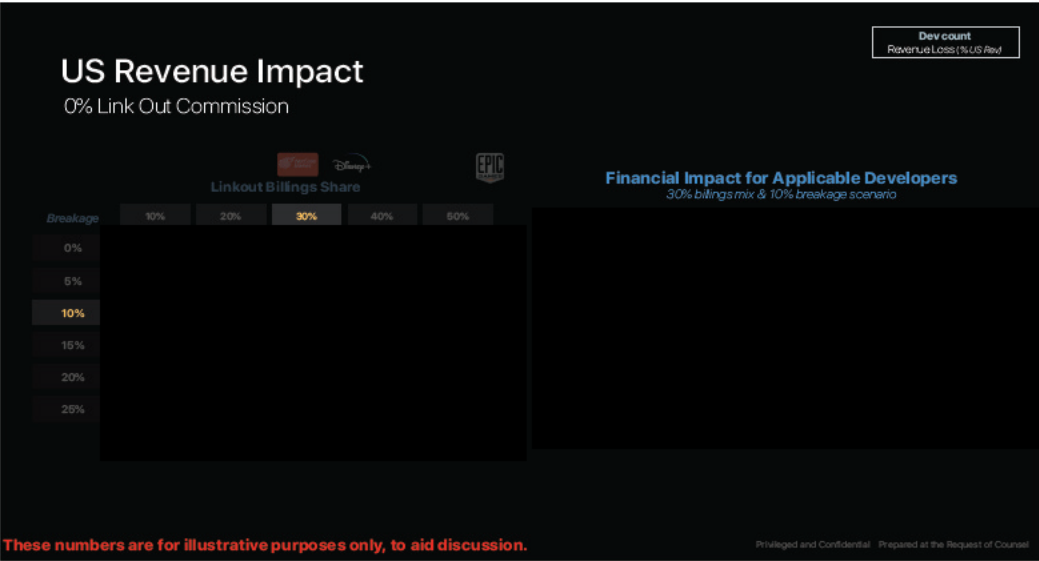 Dev count
Revenue Loss (% US Rev)
US Revenue Impact
0% Link Out Commission
Disney+
EPIC
GAMES
Linkout Billings Share
Breakage
10%
20%
30%
40%
50%
0%
5%
10%
15%
20%
25%
Financial Impact for Applicable Developers
30% billings mix & 10% breakage scenario
These numbers are for illustrative purposes only, to aid discussion.
Privileged and Confidential Prepared at the Request of Counsel